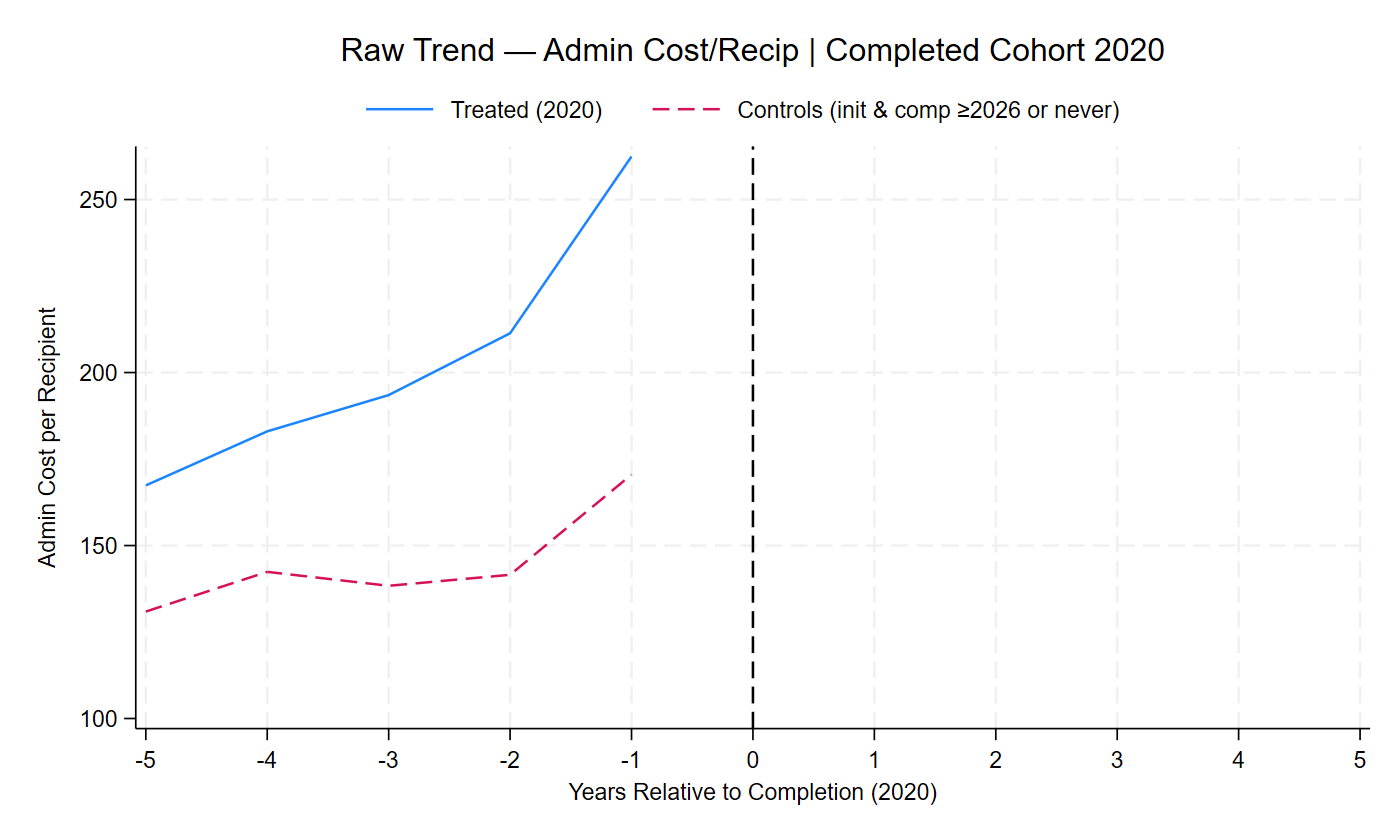 Raw Trend — Admin Cost/Recip | Completed Cohort 2020
Treated (2020) Controls (init & comp ≥2026 or never)
Admin Cost per Recipient
250
200
150
100
-5 -4 -3 -2 -1 0 1 2 3 4 5
Years Relative to Completion (2020)